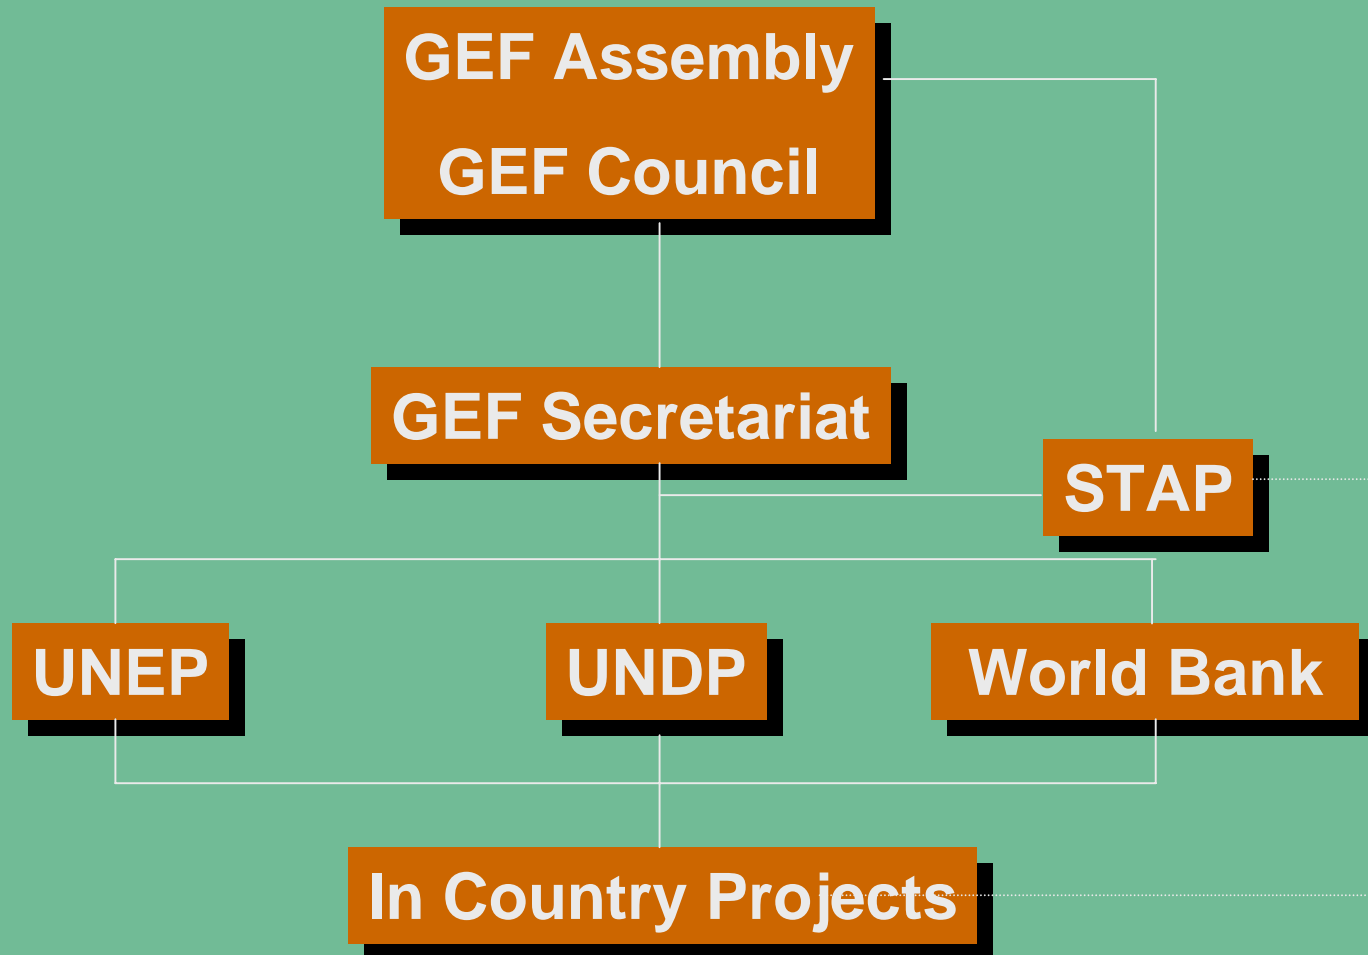 GEF Assembly
GEF Council
GEF Secretariat
STAP
UNEP
UNDP
World Bank
In Country Projects